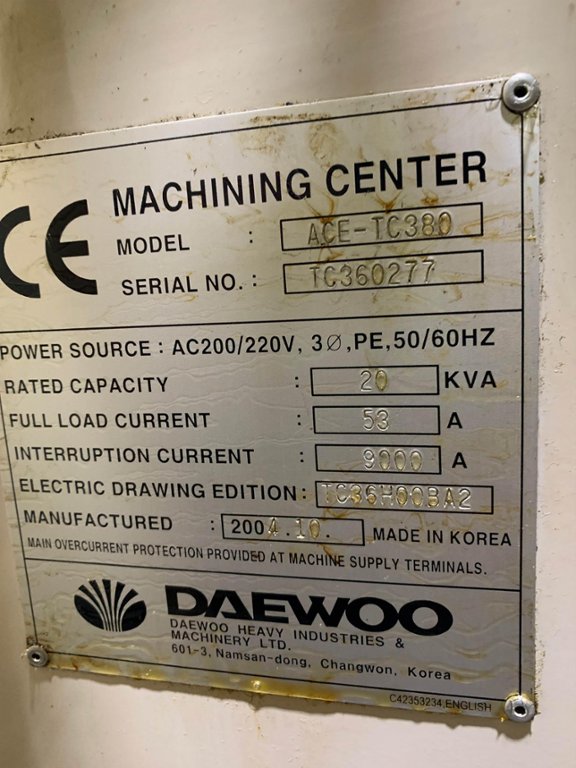 CE
MACHINING CENTER
MODEL : ACE-TC380
SERIAL NO. : TC360277
POWER SOURCE : AC200/220V, 3Ø, PE, 50/60HZ
RATED CAPACITY : 20 KVA
FULL LOAD CURRENT : 53 A
INTERRUPTION CURRENT : 9000 A
ELECTRIC DRAWING EDITION : TC36H00BA2
MANUFACTURED : 2004.10. MADE IN KOREA
MAIN OVERCURRENT PROTECTION PROVIDED AT MACHINE SUPPLY TERMINALS.
DAEWOO
DAEWOO HEAVY INDUSTRIES &
MACHINERY LTD.
601-3, Namsan-dong, Changwon, Korea
C42353234,ENGLISH